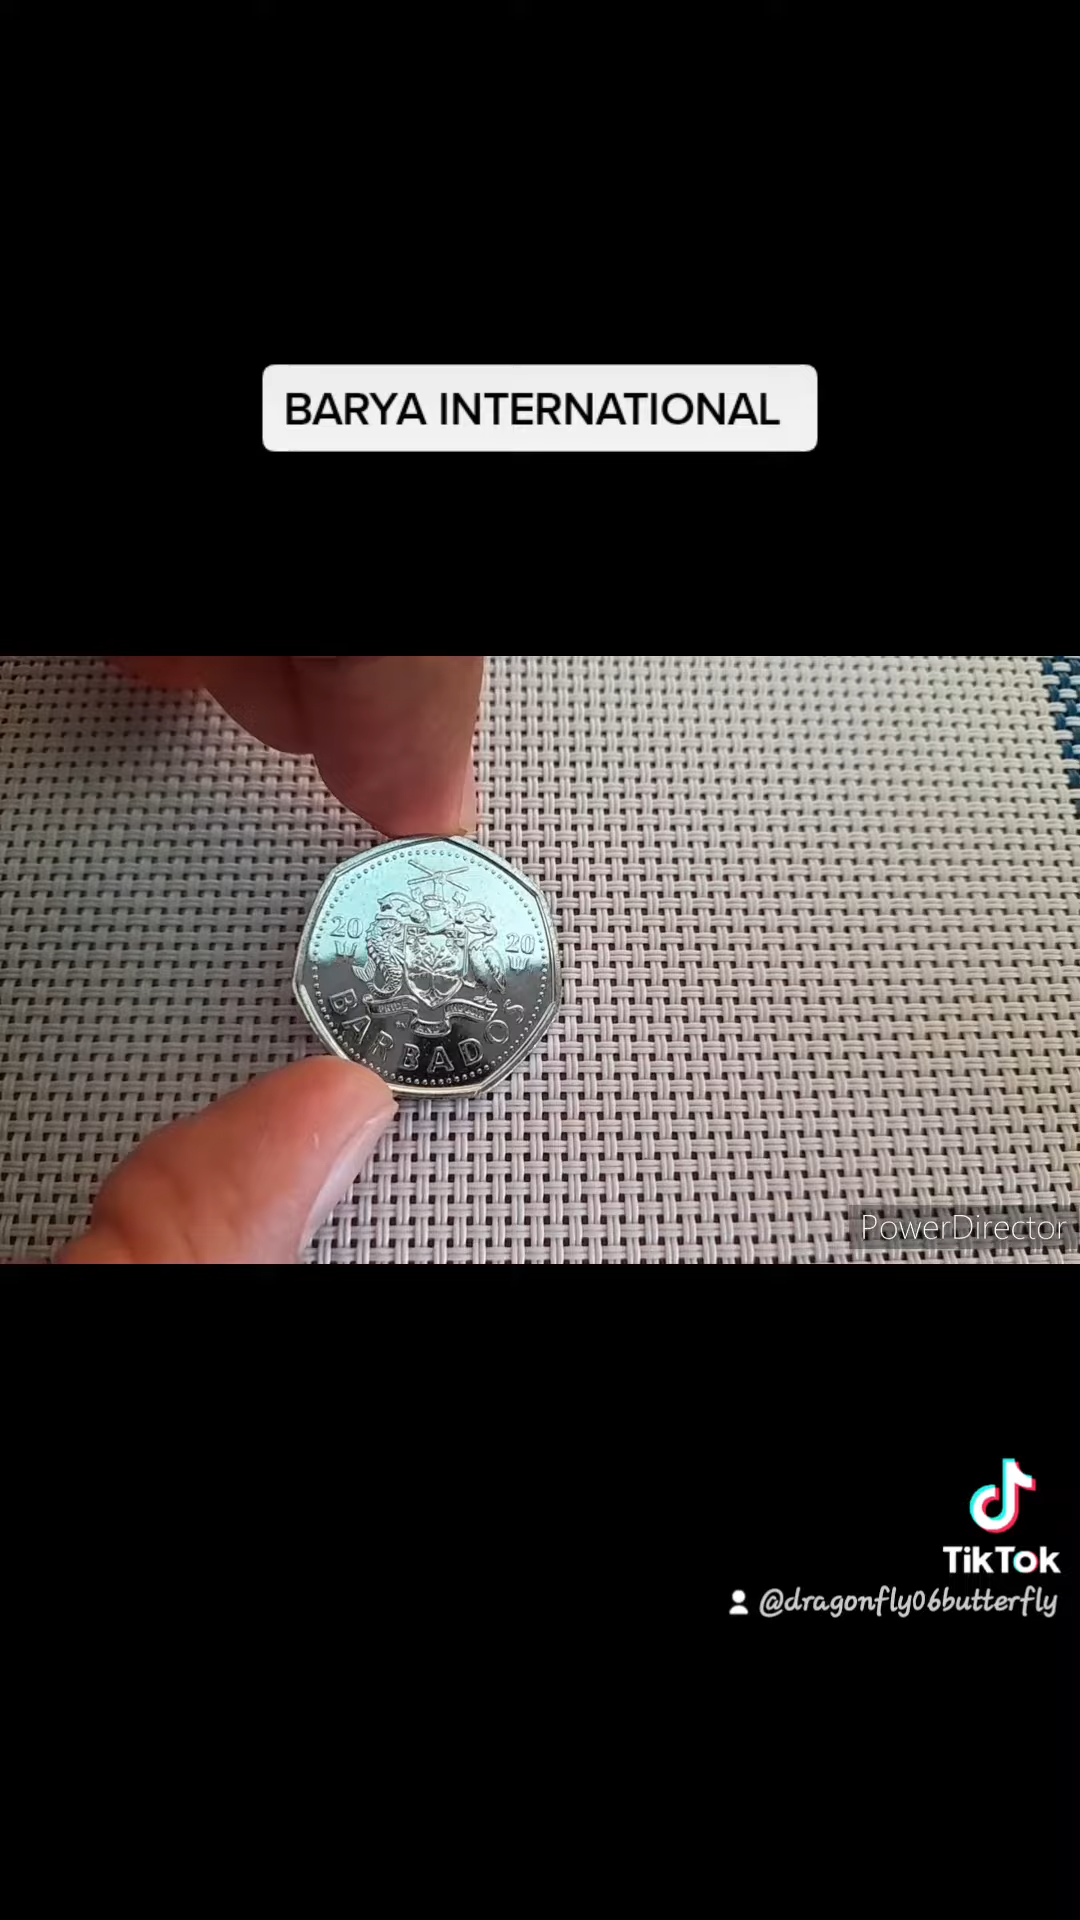 BARYA INTERNATIONAL
20 20
BARBADOS
PowerDirector
TikTok
@dragonfly06butterfly